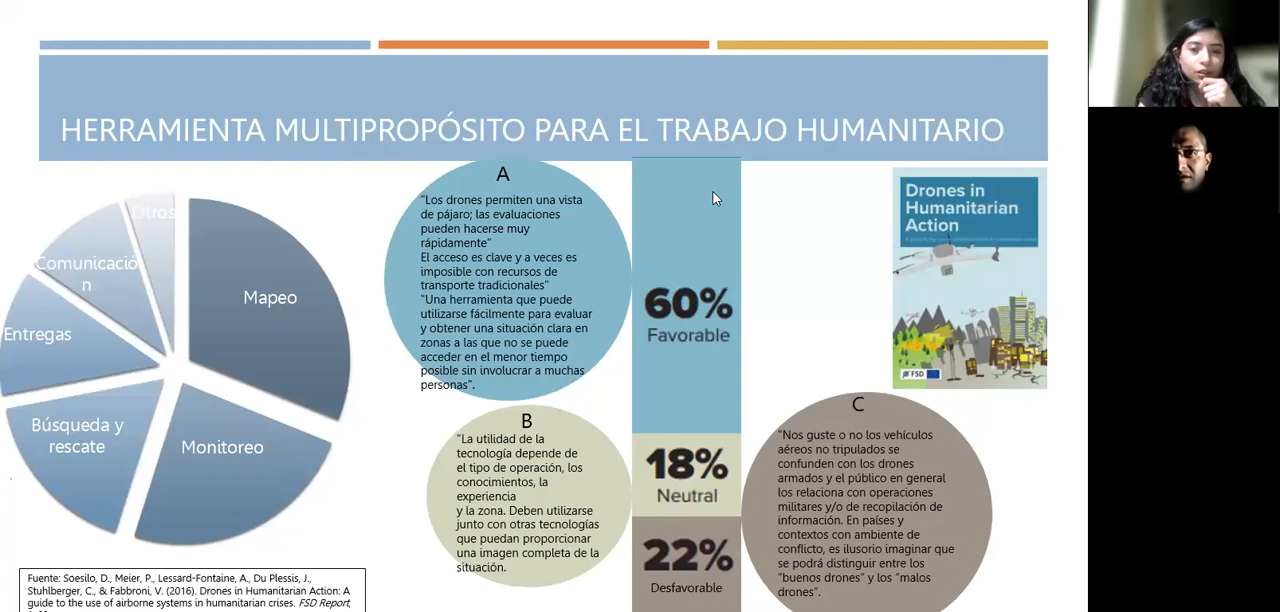 HERRAMIENTA MULTIPROPÓSITO PARA EL TRABAJO HUMANITARIO
Otros
Comunicació
n
Mapeo
Entregas
Búsqueda y
rescate
Monitoreo
A
"Los drones permiten una vista
de pájaro; las evaluaciones
pueden hacerse muy
rápidamente"
El acceso es clave y a veces es
imposible con recursos de
transporte tradicionales"
"Una herramienta que puede
utilizarse fácilmente para evaluar
y obtener una situación clara en
zonas a las que no se puede
acceder en el menor tiempo
posible sin involucrar a muchas
personas".
B
"La utilidad de la
tecnología depende de
el tipo de operación, los
conocimientos, la
experiencia
y la zona. Deben utilizarse
junto con otras tecnologías
que puedan proporcionar
una imagen completa de la
situación.
60%
Favorable
18%
Neutral
22%
Desfavorable
Drones in
Humanitarian
Action
FSD
C
"Nos guste o no los vehículos
aéreos no tripulados se
confunden con los drones
armados y el público en general
los relaciona con operaciones
militares y/o de recopilación de
información. En países y
contextos con ambiente de
conflicto, es ilusorio imaginar que
se podrá distinguir entre los
"buenos drones" y los "malos
drones".
Fuente: Soesilo, D., Meier, P., Lessard-Fontaine, A., Du Plessis, J.,
Stuhlberger, C., & Fabbroni, V. (2016). Drones in Humanitarian Action: A
guide to the use of airborne systems in humanitarian crises. FSD Report,